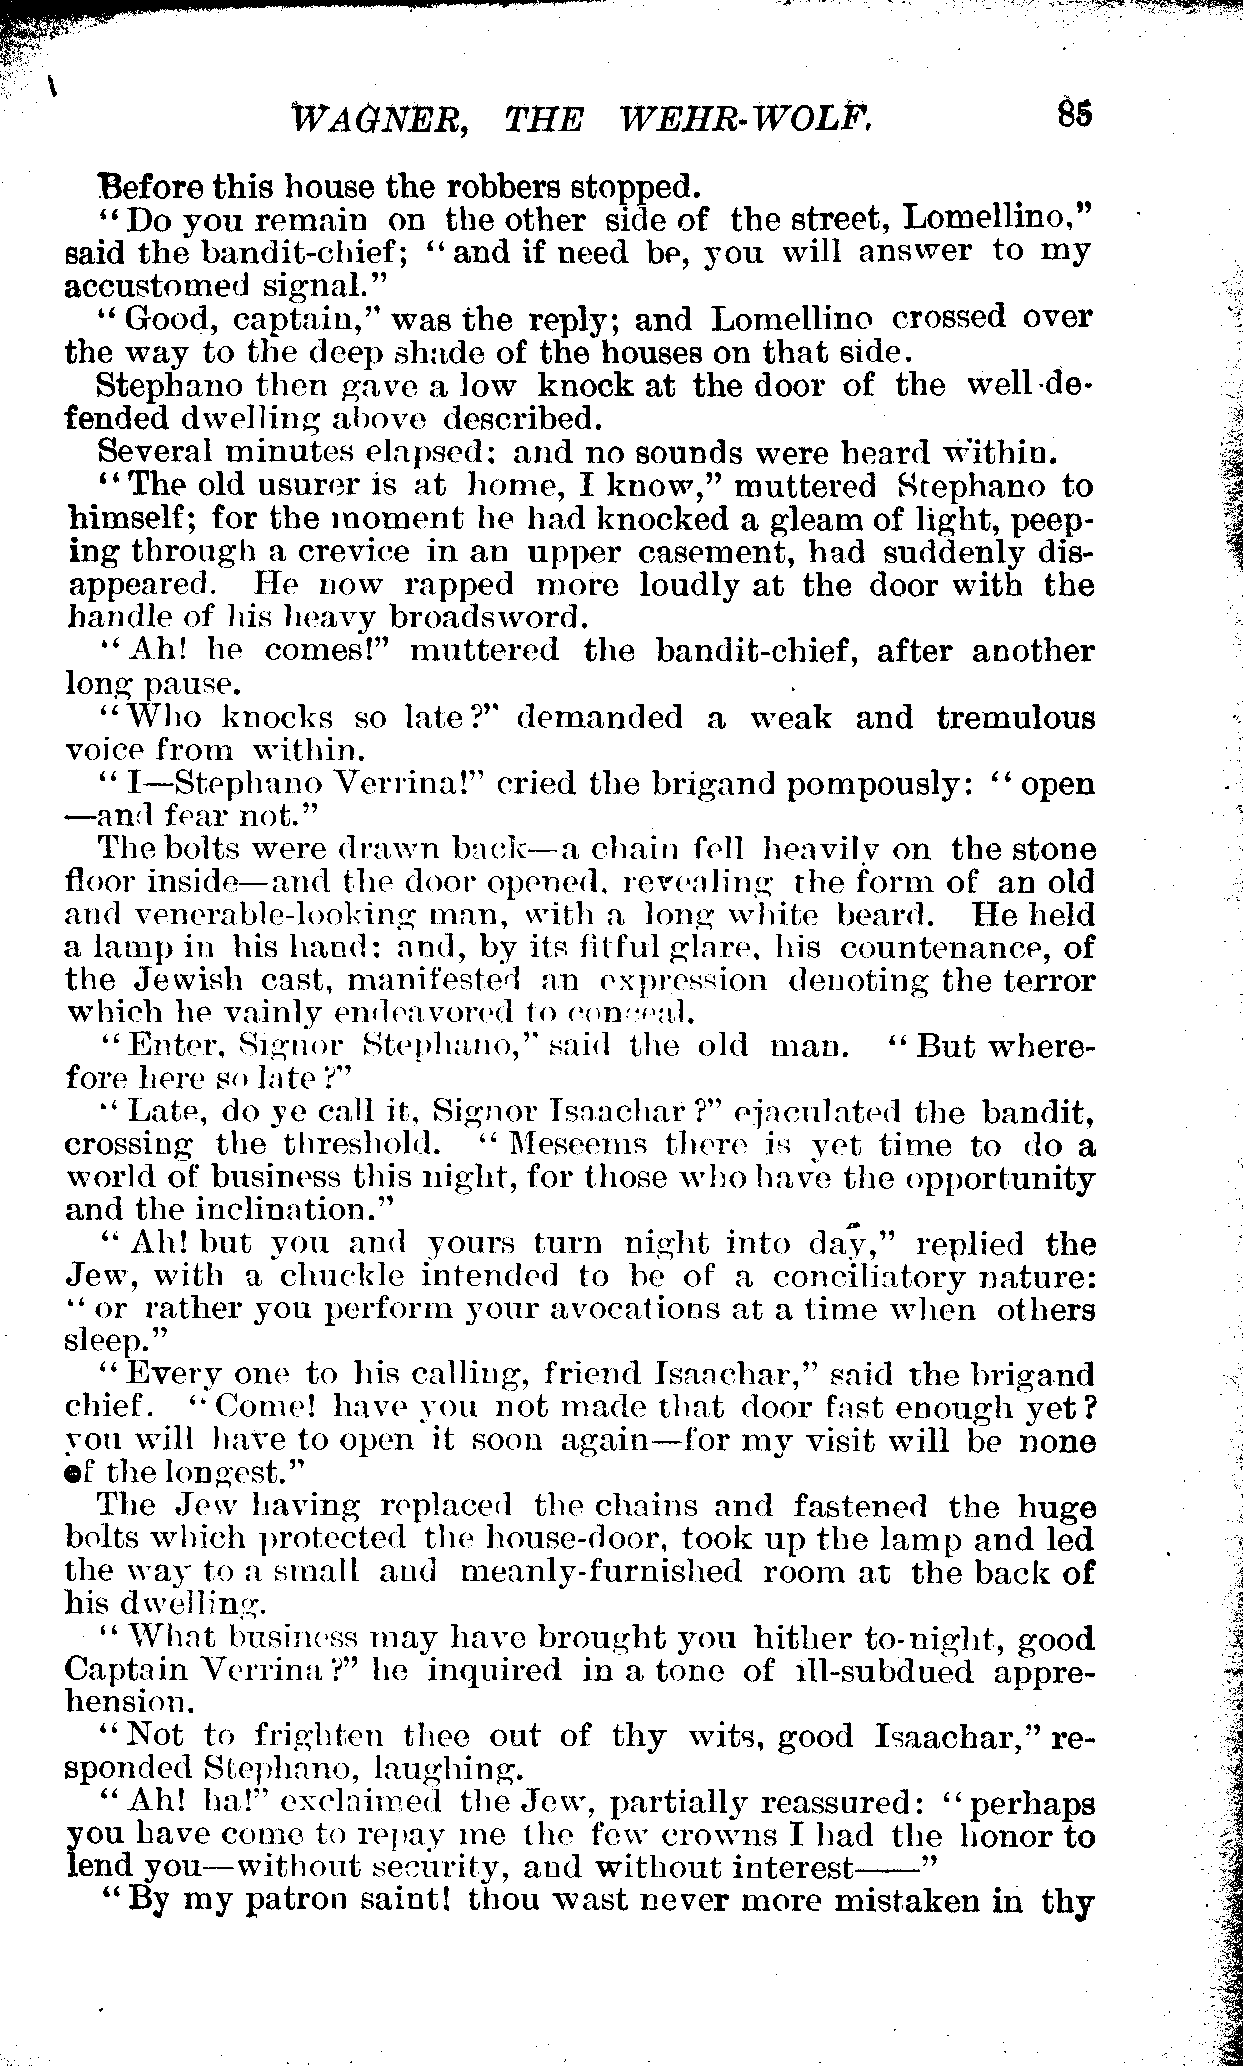 WAGNER, THE WEHR-WOLF. 85
Before this house the robbers stopped.
"Do you remain on the other side of the street, Lomellino,"
said the bandit-chief; "and if need be, you will answer to my
accustomed signal."
"Good, captain," was the reply; and Lomellino crossed over
the way to the deep shade of the houses on that side.
Stephano then gave a low knock at the door of the well-de-
fended dwelling above described.
Several minutes elapsed; and no sounds were heard within.
"The old usurer is at home, I know," muttered Stephano to
himself; for the moment he had knocked a gleam of light, peep-
ing through a crevice in an upper casement, had suddenly dis-
appeared. He now rapped more loudly at the door with the
handle of his heavy broadsword.
"Ah! he comes!" muttered the bandit-chief, after another
long pause.
"Who knocks so late?" demanded a weak and tremulous
voice from within.
"I—Stephano Verrina!" cried the brigand pompously: "open
—and fear not."
The bolts were drawn back—a chain fell heavily on the stone
floor inside—and the door opened, revealing the form of an old
and venerable-looking man, with a long white beard. He held
a lamp in his hand: and, by its fitful glare, his countenance, of
the Jewish cast, manifested an expression denoting the terror
which he vainly endeavored to conceal.
"Enter, Signor Stephano," said the old man. "But where-
fore here so late?"
"Late, do ye call it, Signor Isaachar?" ejaculated the bandit,
crossing the threshold. "Meseems there is yet time to do a
world of business this night, for those who have the opportunity
and the inclination."
"Ah! but you and yours turn night into day," replied the
Jew, with a chuckle intended to be of a conciliatory nature:
"or rather you perform your avocations at a time when others
sleep."
"Every one to his calling, friend Isaachar," said the brigand
chief. "Come! have you not made that door fast enough yet?
you will have to open it soon again—for my visit will be none
of the longest."
The Jew having replaced the chains and fastened the huge
bolts which protected the house-door, took up the lamp and led
the way to a small and meanly-furnished room at the back of
his dwelling.
"What business may have brought you hither to-night, good
Captain Verrina?" he inquired in a tone of ill-subdued appre-
hension.
"Not to frighten thee out of thy wits, good Isaachar," re-
sponded Stephano, laughing.
"Ah! ha!" exclaimed the Jew, partially reassured: "perhaps
you have come to repay me the few crowns I had the honor to
lend you—without security, and without interest——"
"By my patron saint! thou wast never more mistaken in thy